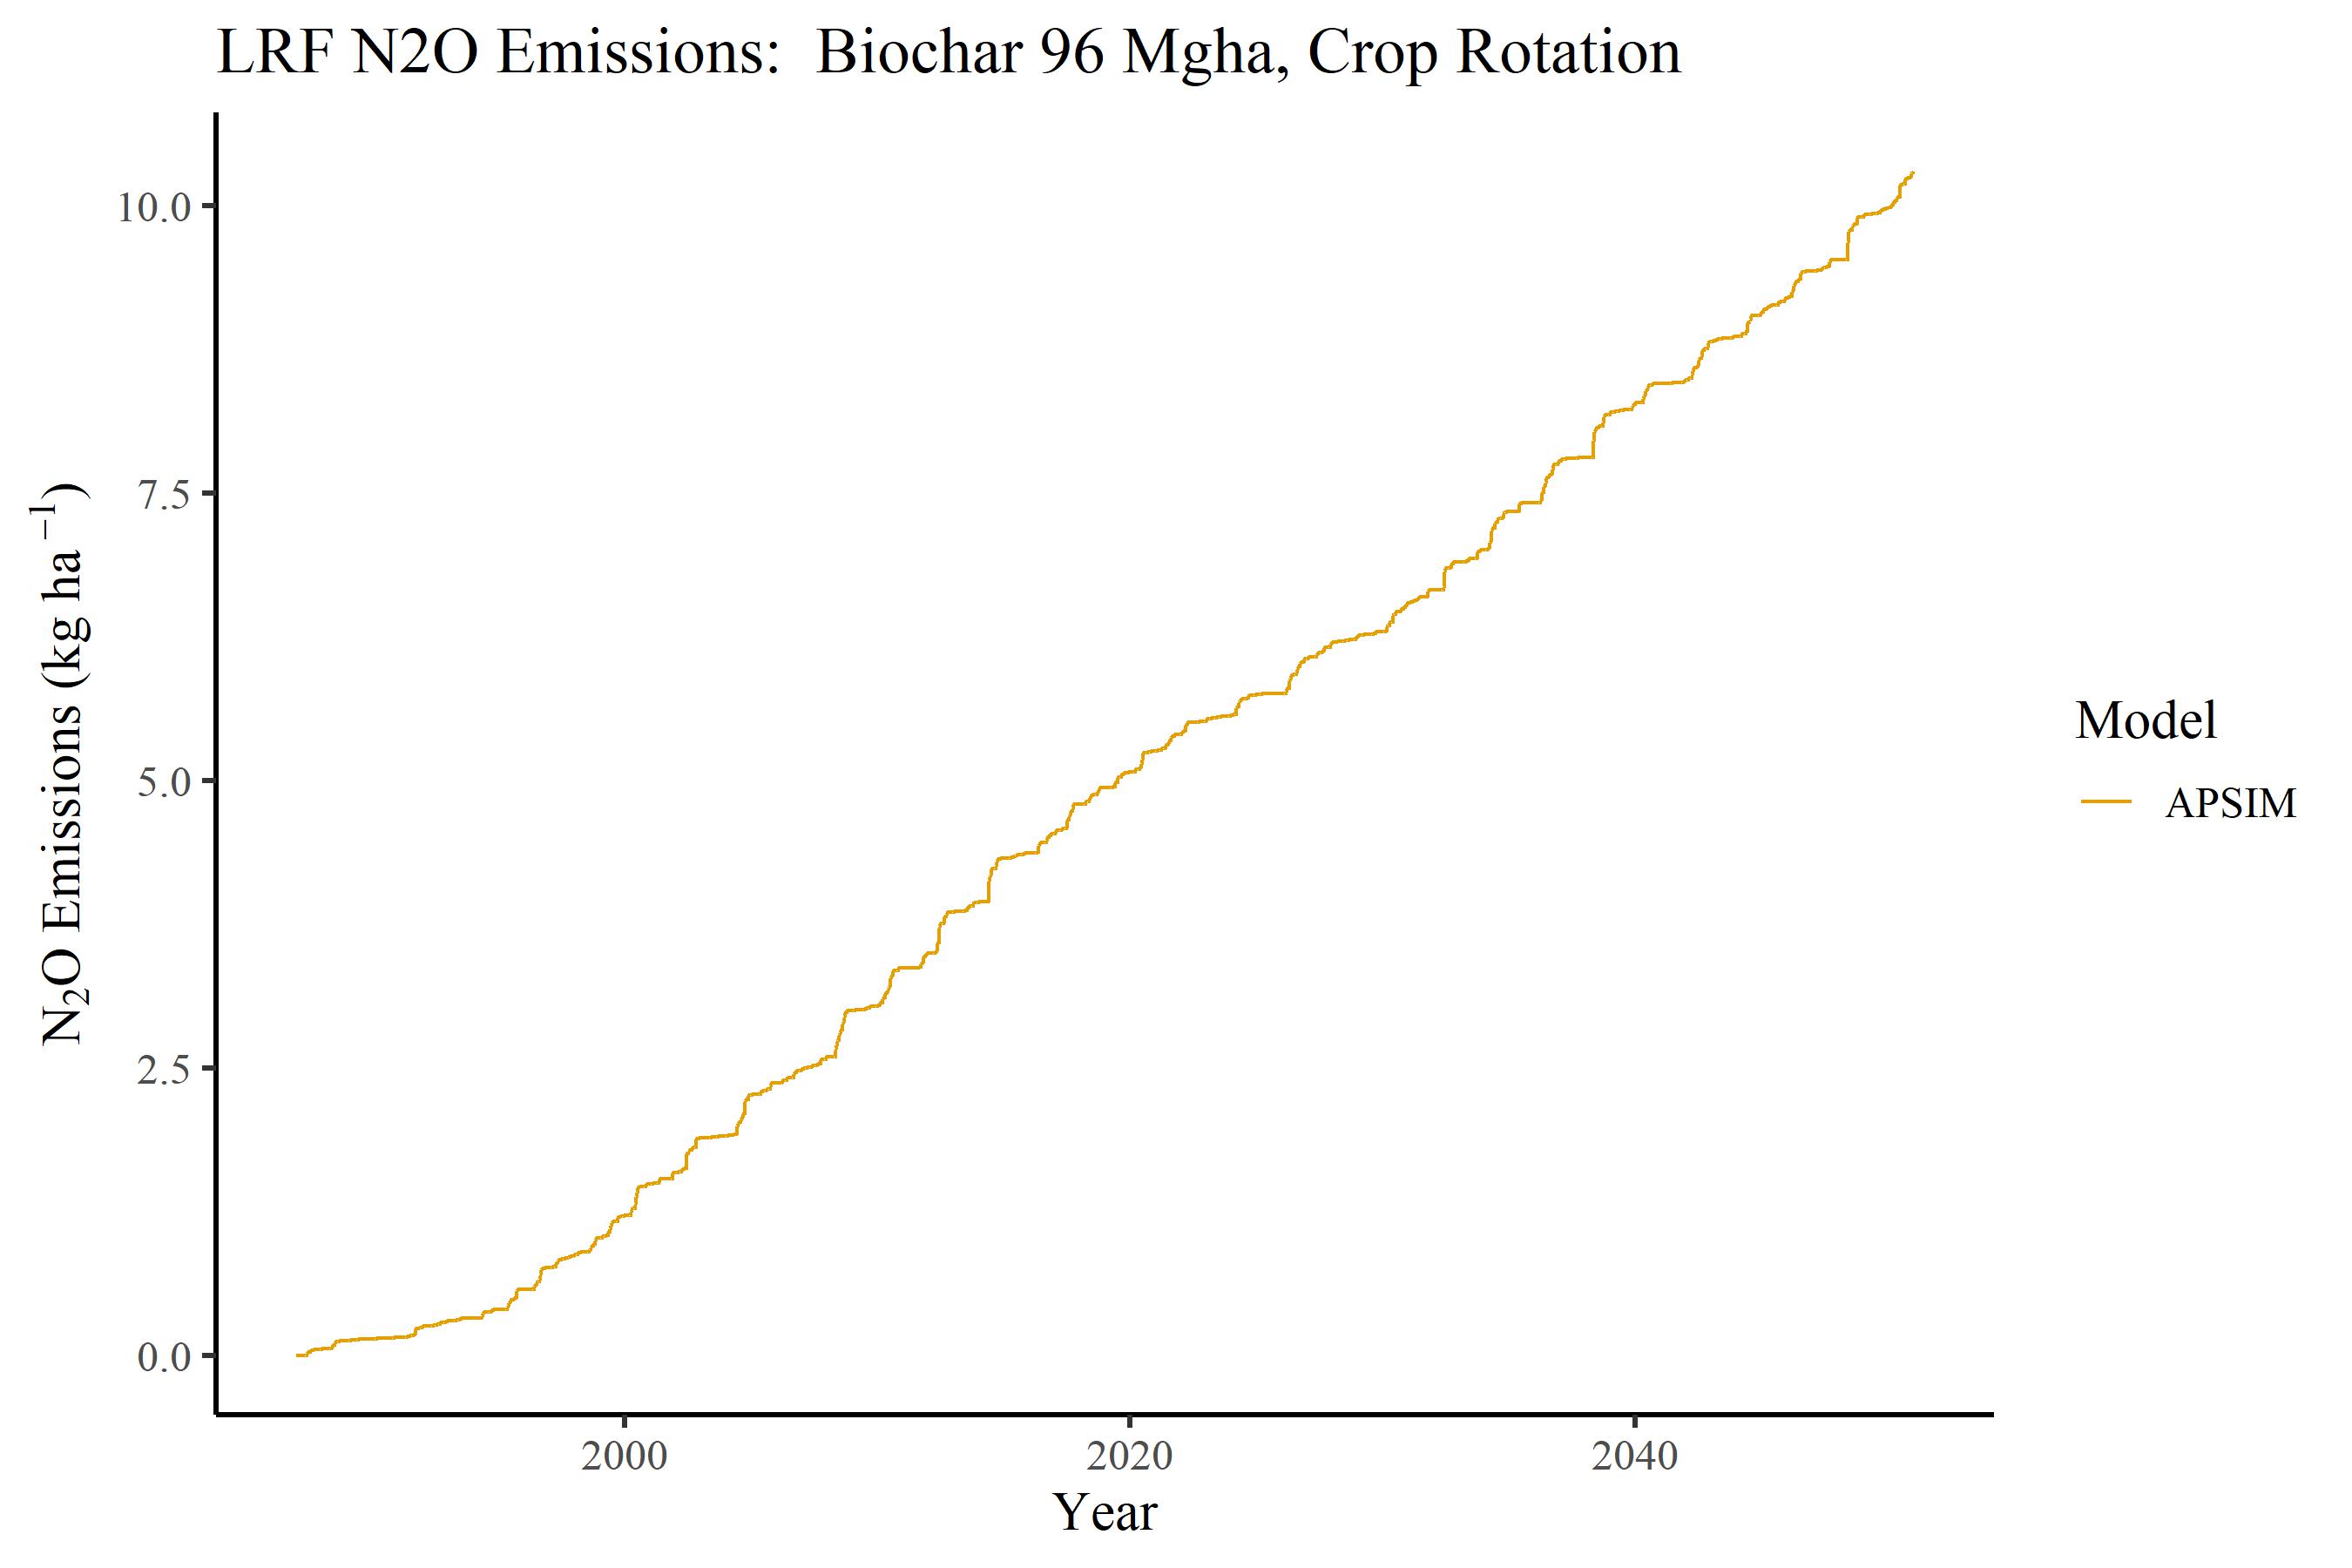 LRF N2O Emissions:  Biochar 96 Mgha, Crop Rotation
N₂O Emissions (kg ha⁻¹)
10.0
7.5
5.0
2.5
0.0
2000
2020
2040
Year
Model
APSIM